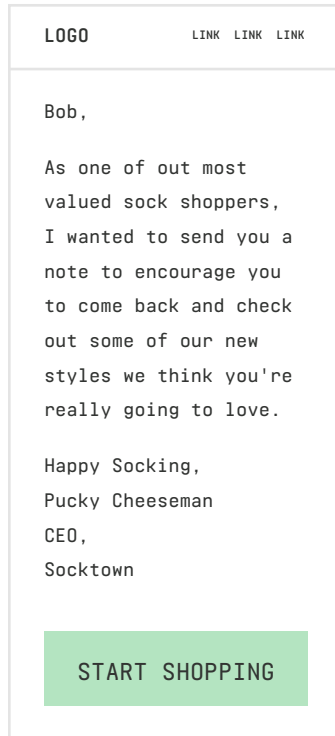 LOGO LINK LINK LINK
Bob,
As one of out most
valued sock shoppers,
I wanted to send you a
note to encourage you
to come back and check
out some of our new
styles we think you're
really going to love.
Happy Socking,
Pucky Cheeseman
CEO,
Socktown
START SHOPPING